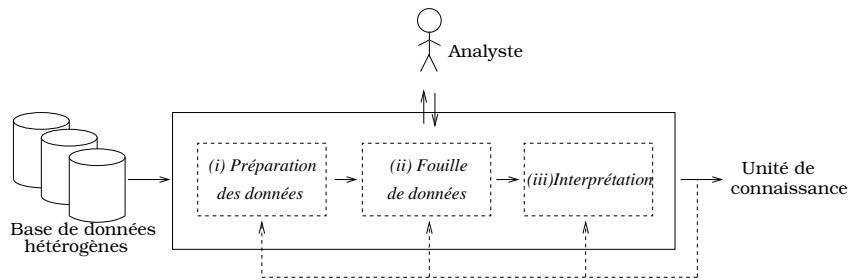 Analyste
(i) Préparation
des données
(ii) Fouille
de données
(iii)Interprétation
Unité de
connaissance
Base de données
hétérogènes